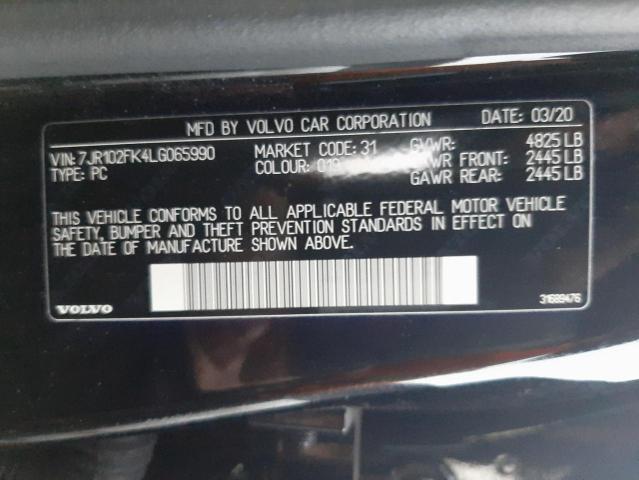 MFD BY VOLVO CAR CORPORATION DATE: 03/20
VIN: 7JR102FK4LG065990 MARKET CODE: 31 GVWR: 4825 LB
TYPE: PC COLOUR: 019 GAWR FRONT: 2445 LB
GAWR REAR: 2445 LB
THIS VEHICLE CONFORMS TO ALL APPLICABLE FEDERAL MOTOR VEHICLE
SAFETY, BUMPER AND THEFT PREVENTION STANDARDS IN EFFECT ON
THE DATE OF MANUFACTURE SHOWN ABOVE.
VOLVO 31689476